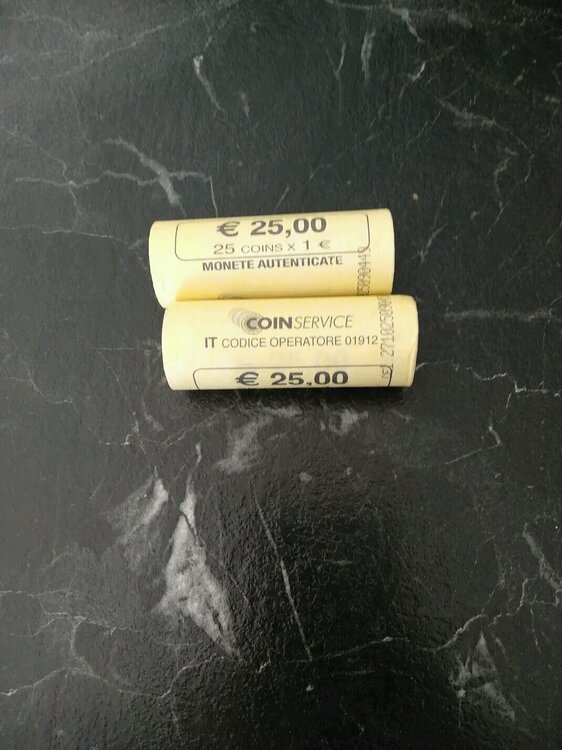 € 25,00
25 COINS X 1 €
MONETE AUTENTICATE
COINSERVICE
IT CODICE OPERATORE 01912
€ 25,00